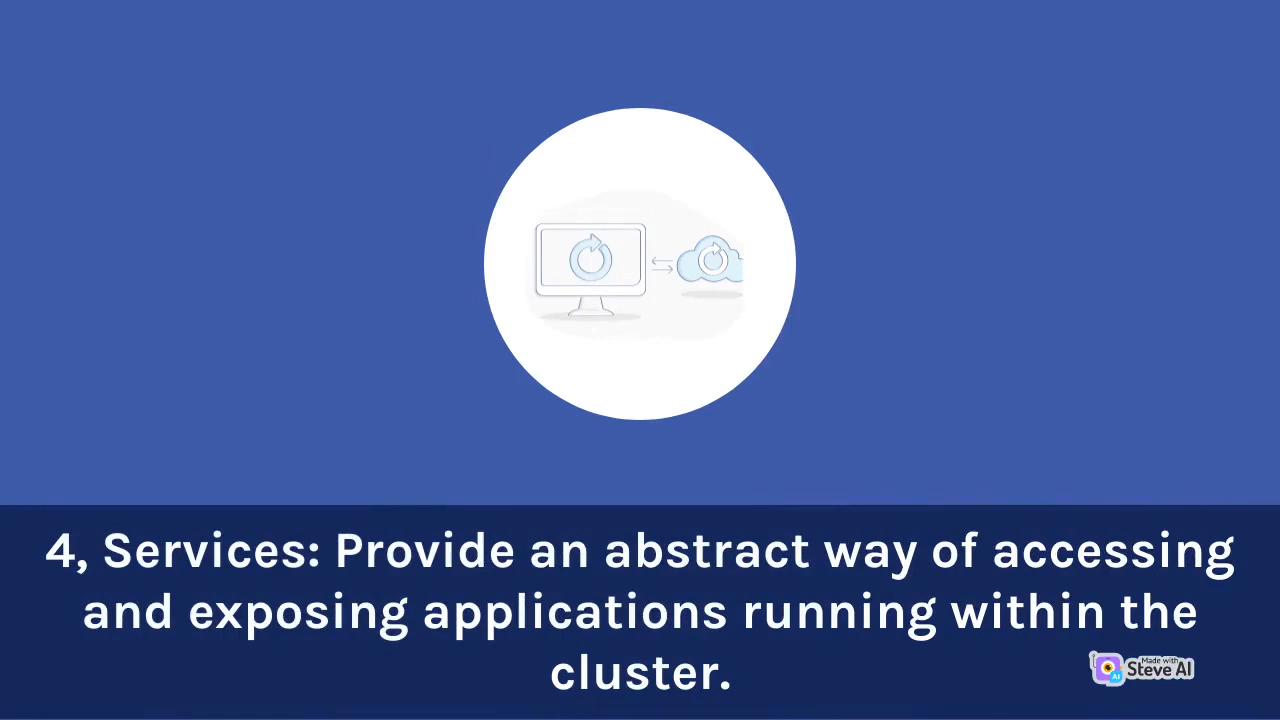 4, Services: Provide an abstract way of accessing
and exposing applications running within the
cluster.
Made with
Steve AI
AI